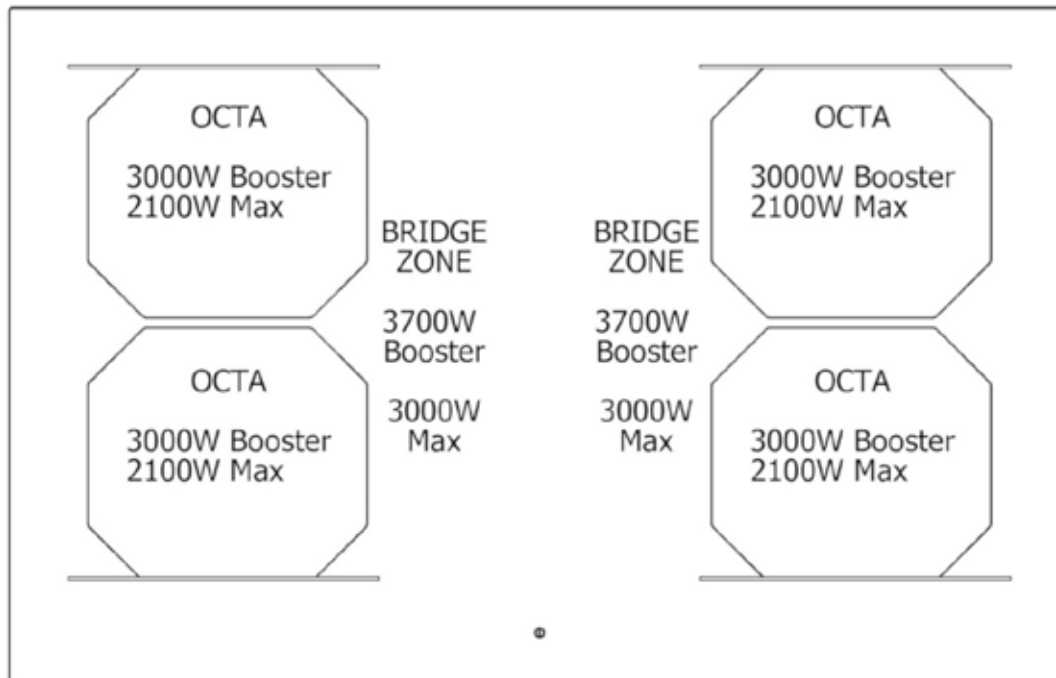 OCTA
3000W Booster
2100W Max
BRIDGE
ZONE
3700W
Booster
3000W
Max
OCTA
3000W Booster
2100W Max
BRIDGE
ZONE
3700W
Booster
3000W
Max
OCTA
3000W Booster
2100W Max
OCTA
3000W Booster
2100W Max